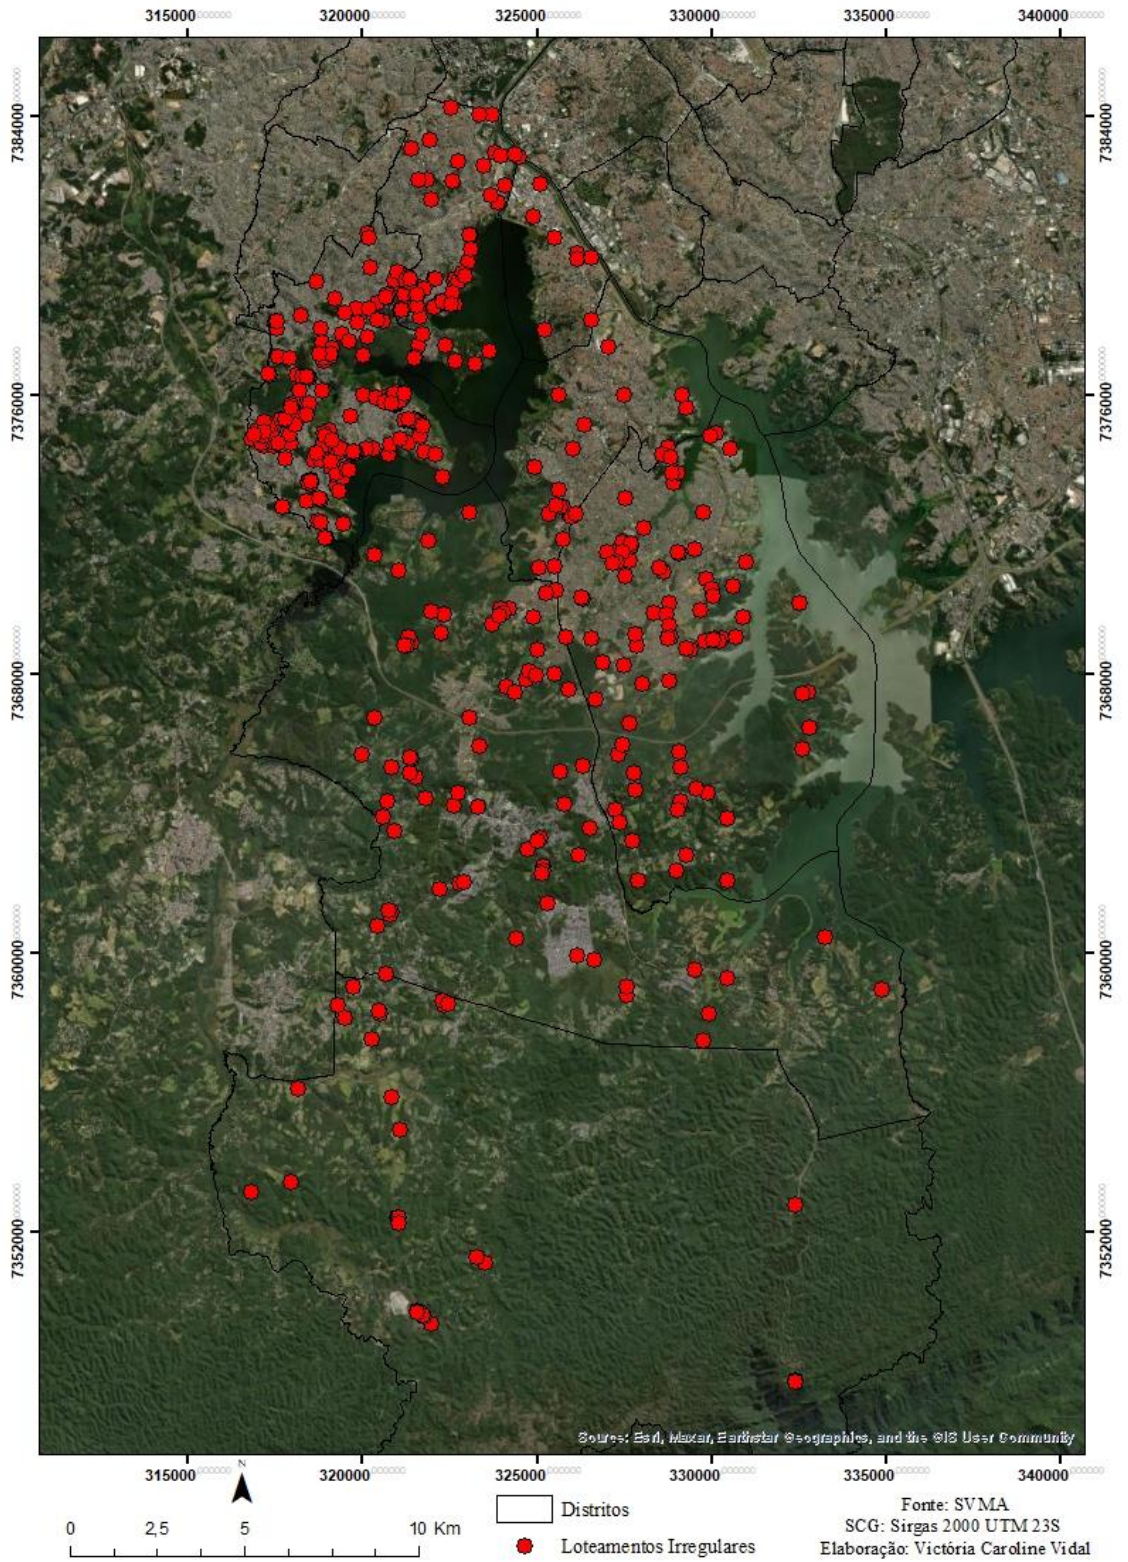 315000 320000 325000 330000 335000 340000
7384000 7384000
7376000 7376000
7368000 7368000
7360000 7360000
7352000 7352000
Source: Esri, Maxar, Earthstar Geographics, and the GIS User Community
315000 320000 325000 330000 335000 340000
N
0 2,5 5 10 Km
Distritos
Loteamentos Irregulares
Fonte: SVMA
SCG: Sirgas 2000 UTM 23S
Elaboração: Victória Caroline Vidal